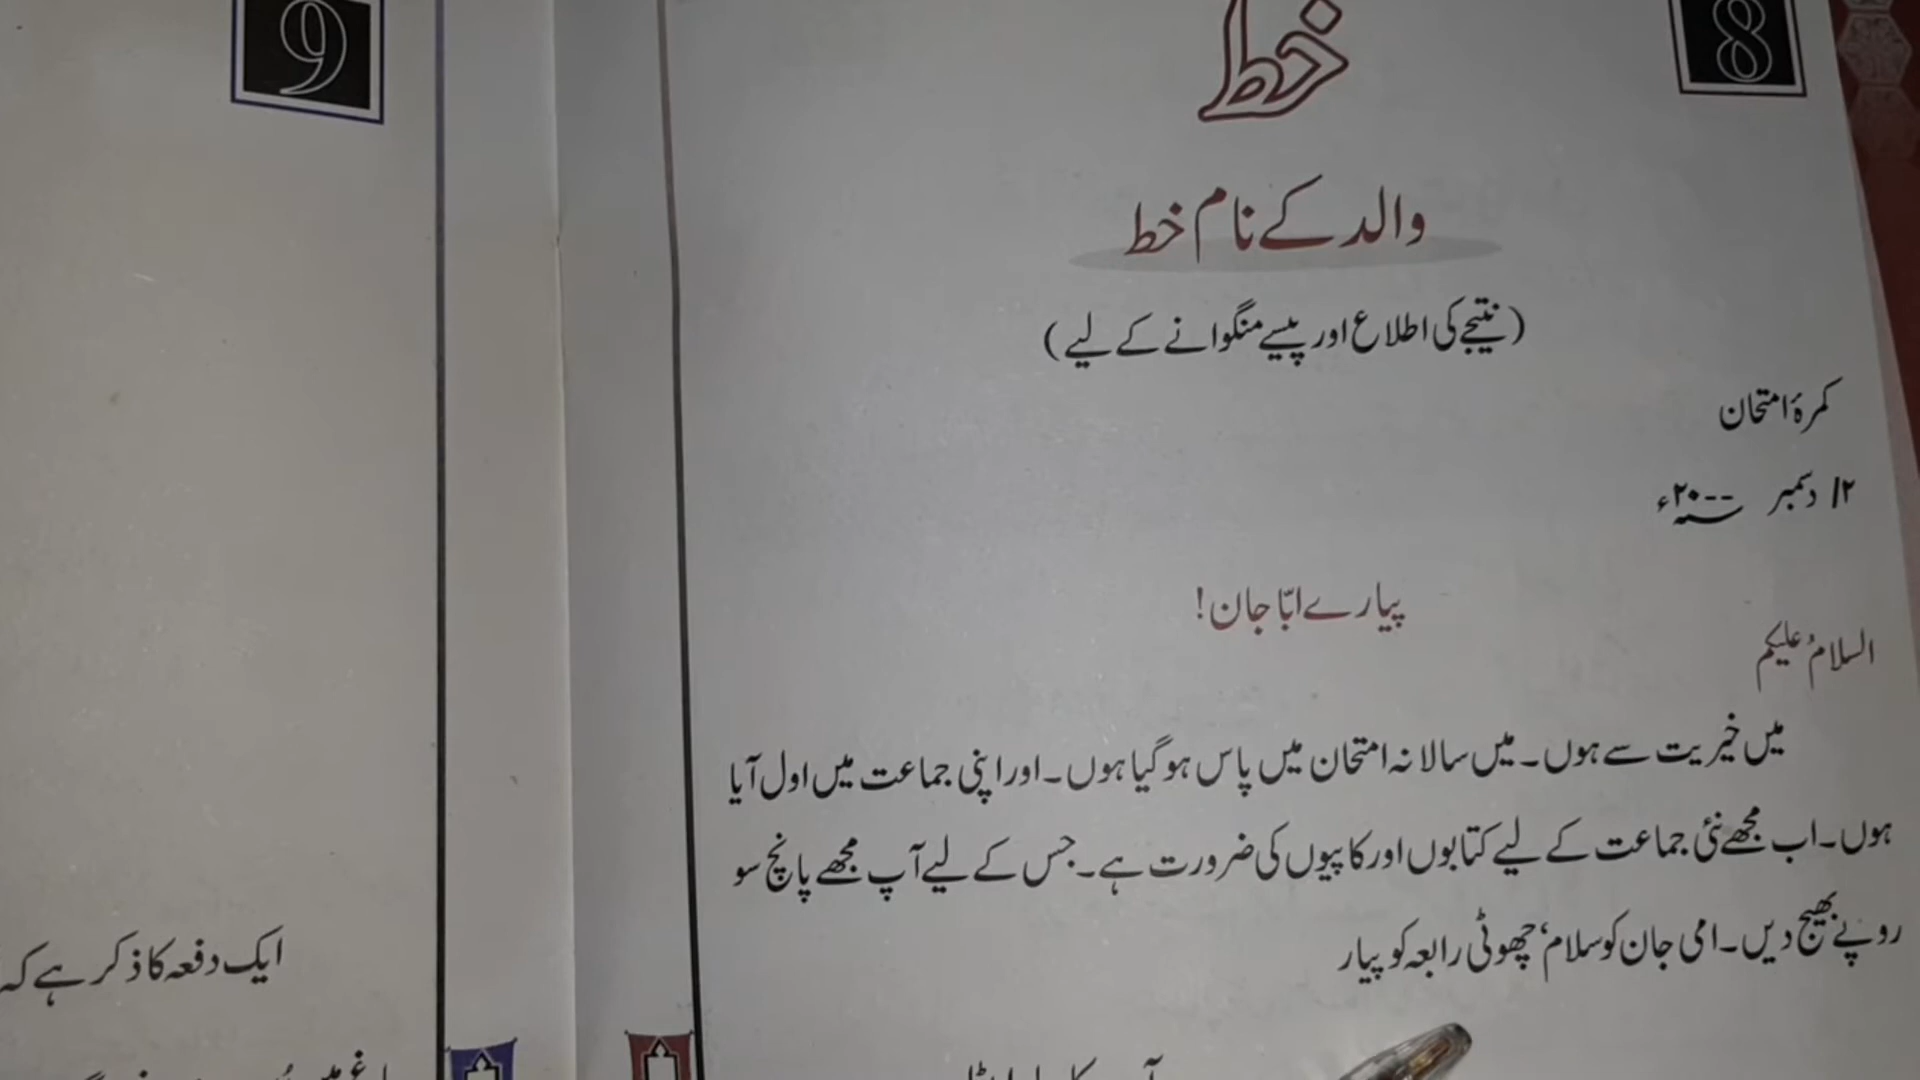 8
خط
والد کے نام خط
(نتیجے کی اطلاع اور پیسے منگوانے کے لیے)
کمرۂ امتحان
۱۲/ دسمبر ۲۰--ء
پیارے ابّا جان!
السلامُ علیکم
میں خیریت سے ہوں۔ میں سالانہ امتحان میں پاس ہو گیا ہوں۔ اور اپنی جماعت میں اول آیا
ہوں۔ اب مجھے نئی جماعت کے لیے کتابوں اور کاپیوں کی ضرورت ہے۔ جس کے لیے آپ مجھے پانچ سو
روپے بھیج دیں۔ امی جان کو سلام‘ چھوٹی رابعہ کو پیار
9
ایک دفعہ کا ذکر ہے کہ